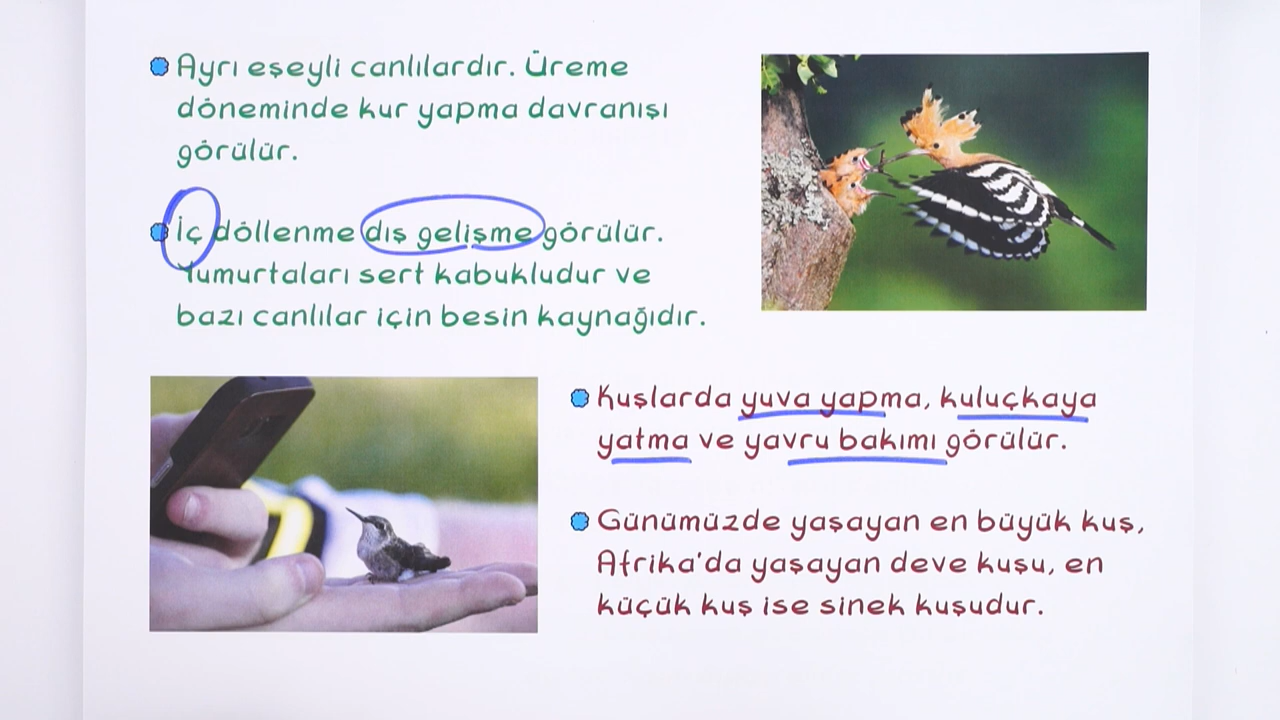 Ayrı eşeyli canlılardır. Üreme
döneminde kur yapma davranışı
görülür.
İç döllenme dış gelişme görülür.
Yumurtaları sert kabukludur ve
bazı canlılar için besin kaynağıdır.
Kuşlarda yuva yapma, kuluçkaya
yatma ve yavru bakımı görülür.
Günümüzde yaşayan en büyük kuş,
Afrika'da yaşayan deve kuşu, en
küçük kuş ise sinek kuşudur.